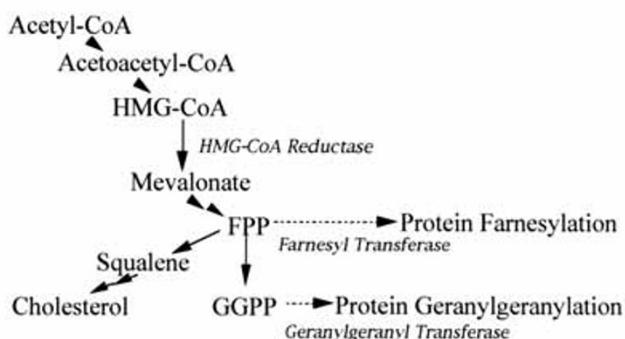 Acetyl-CoA
Acetoacetyl-CoA
HMG-CoA
HMG-CoA Reductase
Mevalonate
FPP
Protein Farnesylation
Farnesyl Transferase
Squalene
Cholesterol
GGPP
Protein Geranylgeranylation
Geranylgeranyl Transferase